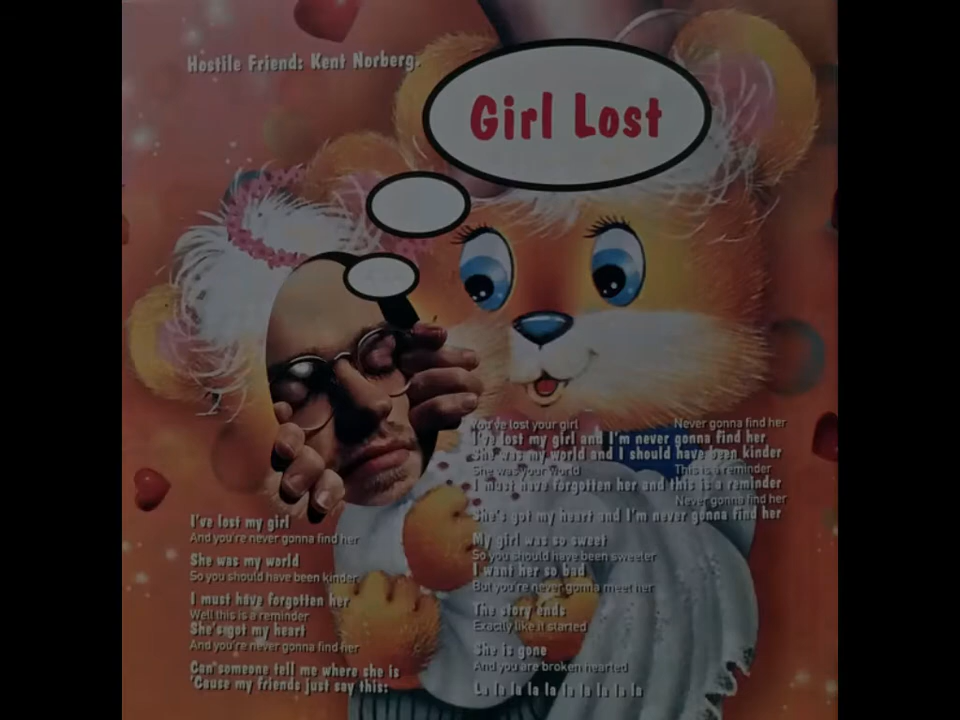 Hostile Friend: Kent Norberg.
Girl Lost
I've lost my girl
And you're never gonna find her
She was my world
So you should have been kinder
I must have forgotten her
Well this is a reminder
She's got my heart
And you're never gonna find her
Can someone tell me where she is
'Cause my friends just say this:
You've lost your girl Never gonna find her
I've lost my girl and I'm never gonna find her
She was my world and I should have been kinder
She was your world This is a reminder
I must have forgotten her and this is a reminder
Never gonna find her
She's got my heart and I'm never gonna find her
My girl was so sweet
So you should have been sweeter
I want her so bad
But you're never gonna meet her
The story ends
Exactly like it started
She is gone
And you are broken hearted
La la la la la la la la la la